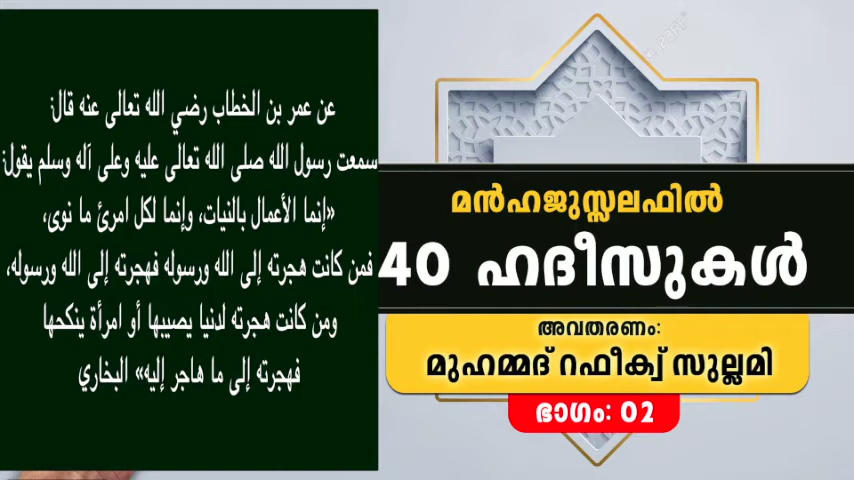 عن عمر بن الخطاب رضي الله تعالى عنه قال:
سمعت رسول الله صلى الله تعالى عليه وعلى آله وسلم يقول:
«إنما الأعمال بالنيات، وإنما لكل امرئ ما نوى،
فمن كانت هجرته إلى الله ورسوله فهجرته إلى الله ورسوله،
ومن كانت هجرته لدنيا يصيبها أو امرأة ينكحها
فهجرته إلى ما هاجر إليه» البخاري
മൻഹജുസ്സലഫിൽ
40 ഹദീസുകൾ
അവതരണം:
മുഹമ്മദ് റഫീക്വ് സുല്ലമി
ഭാഗം: 02